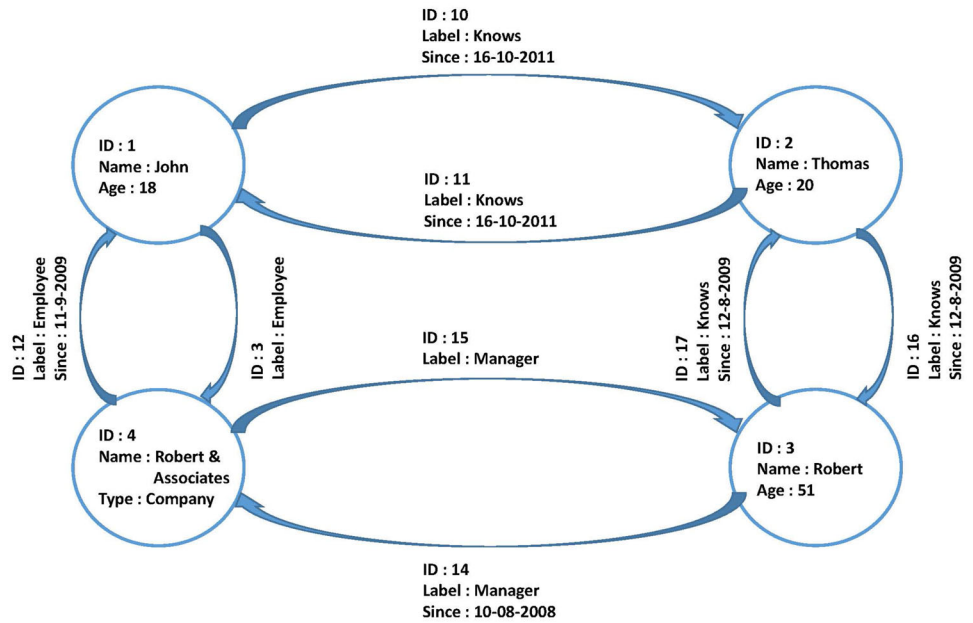 ID : 10
Label : Knows
Since : 16-10-2011
ID : 1
Name : John
Age : 18
ID : 2
Name : Thomas
Age : 20
ID : 11
Label : Knows
Since : 16-10-2011
ID : 12
Label : Employee
Since : 11-9-2009
ID : 3
Label : Employee
ID : 15
Label : Manager
ID : 17
Label : Knows
Since : 12-8-2009
ID : 16
Label : Knows
Since : 12-8-2009
ID : 4
Name : Robert &
Associates
Type : Company
ID : 3
Name : Robert
Age : 51
ID : 14
Label : Manager
Since : 10-08-2008